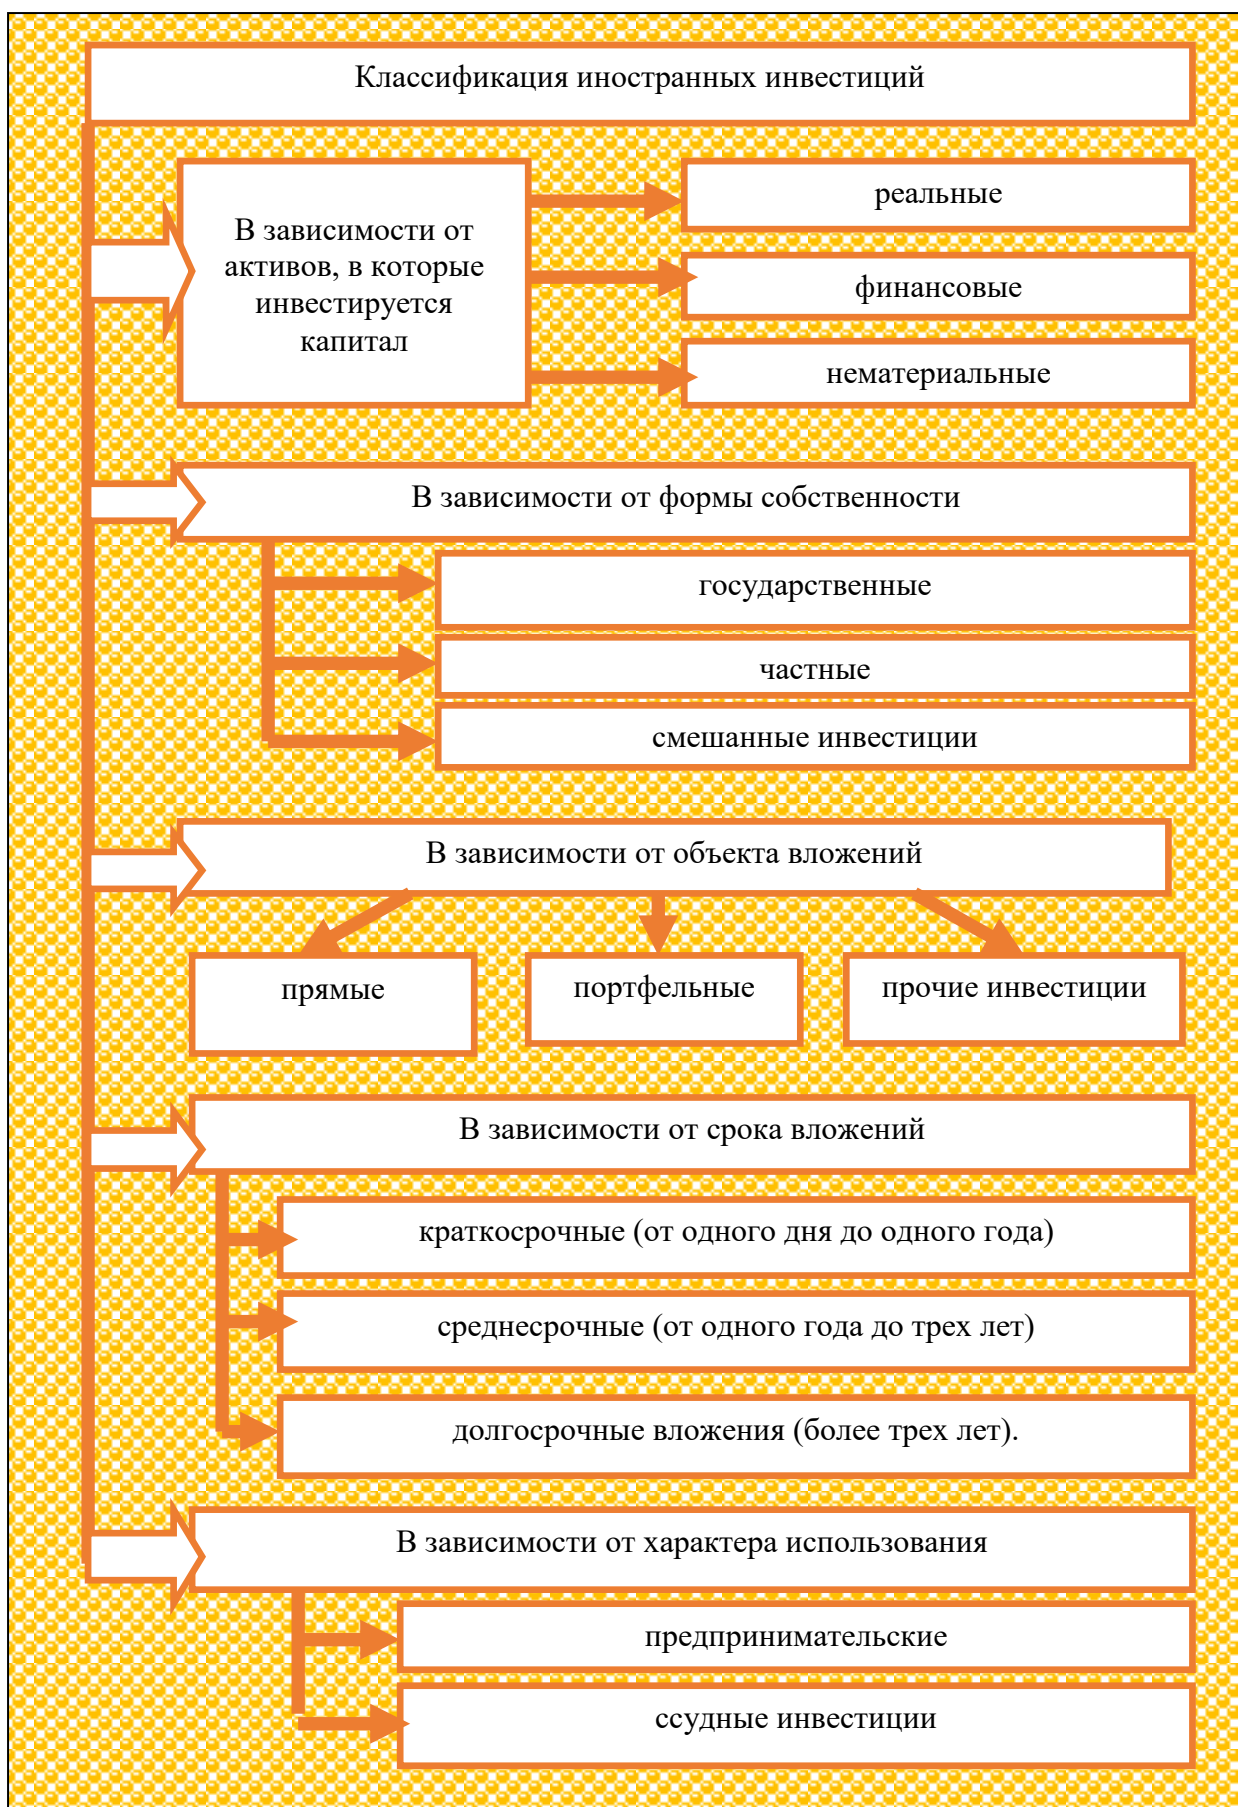 Классификация иностранных инвестиций
В зависимости от
активов, в которые
инвестируется
капитал
реальные
финансовые
нематериальные
В зависимости от формы собственности
государственные
частные
смешанные инвестиции
В зависимости от объекта вложений
прямые
портфельные
прочие инвестиции
В зависимости от срока вложений
краткосрочные (от одного дня до одного года)
среднесрочные (от одного года до трех лет)
долгосрочные вложения (более трех лет).
В зависимости от характера использования
предпринимательские
ссудные инвестиции